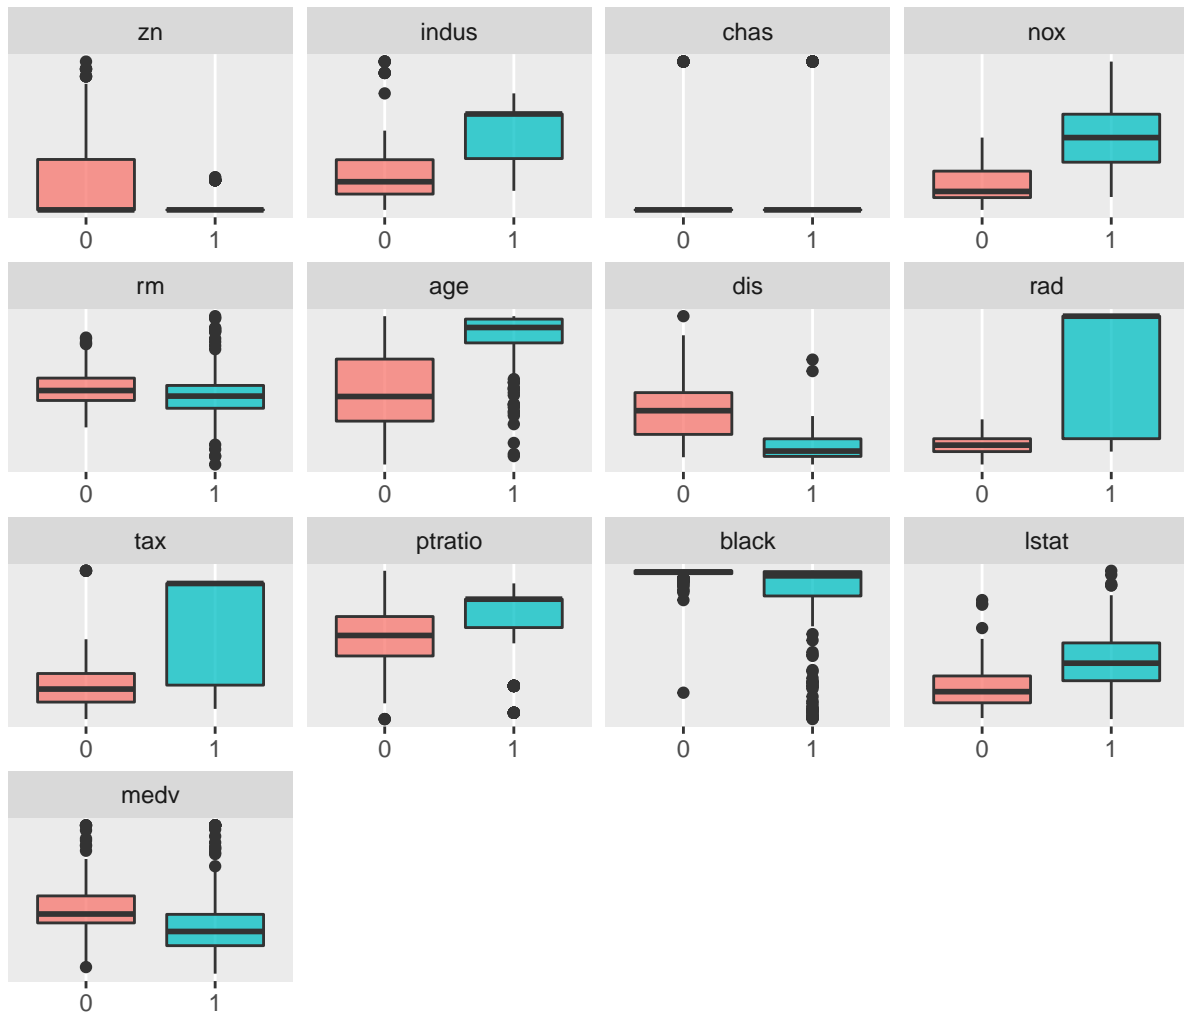 zn indus chas nox
0 1 0 1 0 1 0 1
rm age dis rad
0 1 0 1 0 1 0 1
tax ptratio black lstat
0 1 0 1 0 1 0 1
medv
0 1